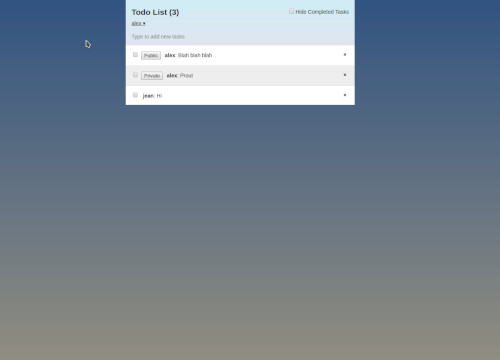 Todo List (3)
Hide Completed Tasks
alex ▾
Type to add new tasks
Public alex: Blah blah blah ×
Private alex: Prout ×
jean: Hi ×